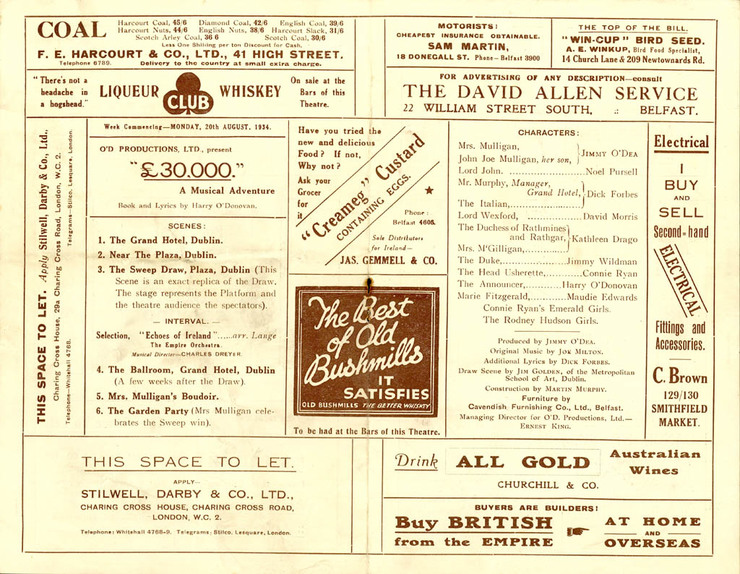 COAL
Harcourt Coal, 45/6 Diamond Coal, 42/6 English Coal, 39/6
Harcourt Nuts, 44/6 English Nuts, 38/6 Harcourt Slack, 31/6
Scotch Arley Coal, 36 6 Scotch Coal, 30/6
Less One Shilling per ton Discount for Cash.
F. E. HARCOURT & CO., LTD., 41 HIGH STREET.
Telephone 6789. Delivery to the country at small extra charge.
MOTORISTS:
CHEAPEST INSURANCE OBTAINABLE.
SAM MARTIN,
18 DONEGALL ST. Phone—Belfast 3900
THE TOP OF THE BILL.
"WIN-CUP" BIRD SEED.
A. E. WINKUP, Bird Food Specialist,
14 Church Lane & 209 Newtownards Rd.
"There's not a
headache in
a hogshead."
LIQUEUR CLUB WHISKEY
On sale at the
Bars of this
Theatre.
FOR ADVERTISING OF ANY DESCRIPTION—consult
THE DAVID ALLEN SERVICE
22 WILLIAM STREET SOUTH, .: BELFAST.
THIS SPACE TO LET. Apply Stilwell, Darby & Co., Ltd.,
Charing Cross House, 29a Charing Cross Road, London, W.C. 2.
Telephone—Whitehall 4768. Telegrams—Stilco, Lesquare, London.
Week Commencing—MONDAY, 20th AUGUST, 1934.
O'D PRODUCTIONS, LTD., present
"£30,000."
A Musical Adventure
Book and Lyrics by Harry O'Donovan.
SCENES:
1. The Grand Hotel, Dublin.
2. Near The Plaza, Dublin.
3. The Sweep Draw, Plaza, Dublin (This
Scene is an exact replica of the Draw.
The stage represents the Platform and
the theatre audience the spectators).
— INTERVAL. —
Selection, "Echoes of Ireland"......arr. Lange
The Empire Orchestra.
Musical Director—CHARLES DREYER
4. The Ballroom, Grand Hotel, Dublin
(A few weeks after the Draw).
5. Mrs. Mulligan's Boudoir.
6. The Garden Party (Mrs Mulligan cele-
brates the Sweep win).
Have you tried the
new and delicious
Food? If not,
Why not?
Ask your
Grocer
for
it
"Creameg" Custard
CONTAINING EGGS.
Phone:
Belfast 4606.
Sole Distributors
for Ireland—
JAS. GEMMELL & CO.
The Best
of Old
Bushmills
IT
SATISFIES
OLD BUSHMILLS THE BETTER WHISKY
To be had at the Bars of this Theatre.
CHARACTERS:
Mrs. Mulligan,
John Joe Mulligan, her son, } JIMMY O'DEA
Lord John. Noel Pursell
Mr. Murphy, Manager,
Grand Hotel, } Dick Forbes
The Italian,
Lord Wexford, David Morris
The Duchess of Rathmines
and Rathgar, } Kathleen Drago
Mrs. M'Gilligan,
The Duke, Jimmy Wildman
The Head Usherette, Connie Ryan
The Announcer, Harry O'Donovan
Marie Fitzgerald, Maudie Edwards
Connie Ryan's Emerald Girls.
The Rodney Hudson Girls.
Produced by JIMMY O'DEA.
Original Music by JOK MILTON.
Additional Lyrics by DICK FORBES.
Draw Scene by JIM GOLDEN, of the Metropolitan
School of Art, Dublin.
Construction by MARTIN MURPHY.
Furniture by
Cavendish Furnishing Co., Ltd., Belfast.
Managing Director for O'D. Productions, Ltd.—
ERNEST KING.
Electrical
I
BUY
AND
SELL
Second-hand
ELECTRICAL
Fittings and
Accessories.
C. Brown
129/130
SMITHFIELD
MARKET.
THIS SPACE TO LET.
APPLY—
STILWELL, DARBY & CO., LTD.,
CHARING CROSS HOUSE, CHARING CROSS ROAD,
LONDON, W.C. 2.
Telephone: Whitehall 4768-9. Telegrams: Stilco, Lesquare, London.
Drink ALL GOLD Australian
Wines
CHURCHILL & CO.
BUYERS ARE BUILDERS!
Buy BRITISH
from the EMPIRE
AT HOME
AND
OVERSEAS